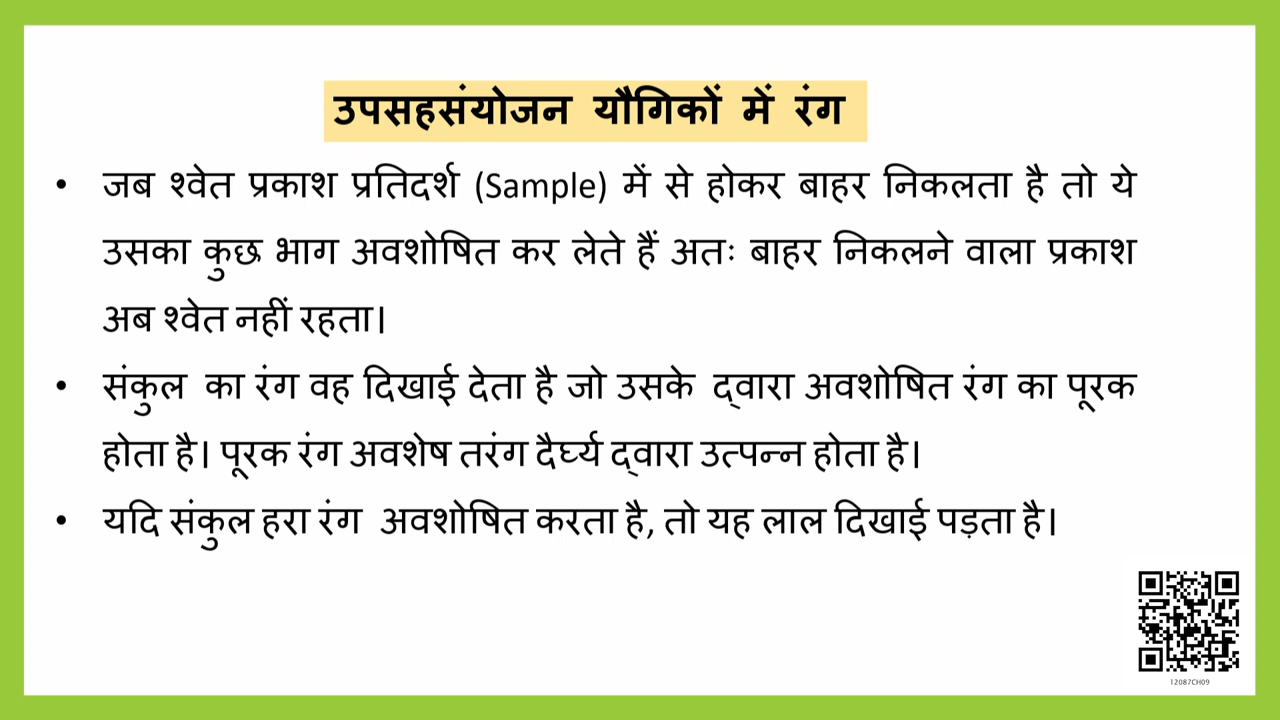 उपसहसंयोजन यौगिकों में रंग
• जब श्वेत प्रकाश प्रतिदर्श (Sample) में से होकर बाहर निकलता है तो ये
उसका कुछ भाग अवशोषित कर लेते हैं अतः बाहर निकलने वाला प्रकाश
अब श्वेत नहीं रहता।
• संकुल का रंग वह दिखाई देता है जो उसके द्वारा अवशोषित रंग का पूरक
होता है। पूरक रंग अवशेष तरंग दैर्घ्य द्वारा उत्पन्न होता है।
• यदि संकुल हरा रंग अवशोषित करता है, तो यह लाल दिखाई पड़ता है।
12087CH09